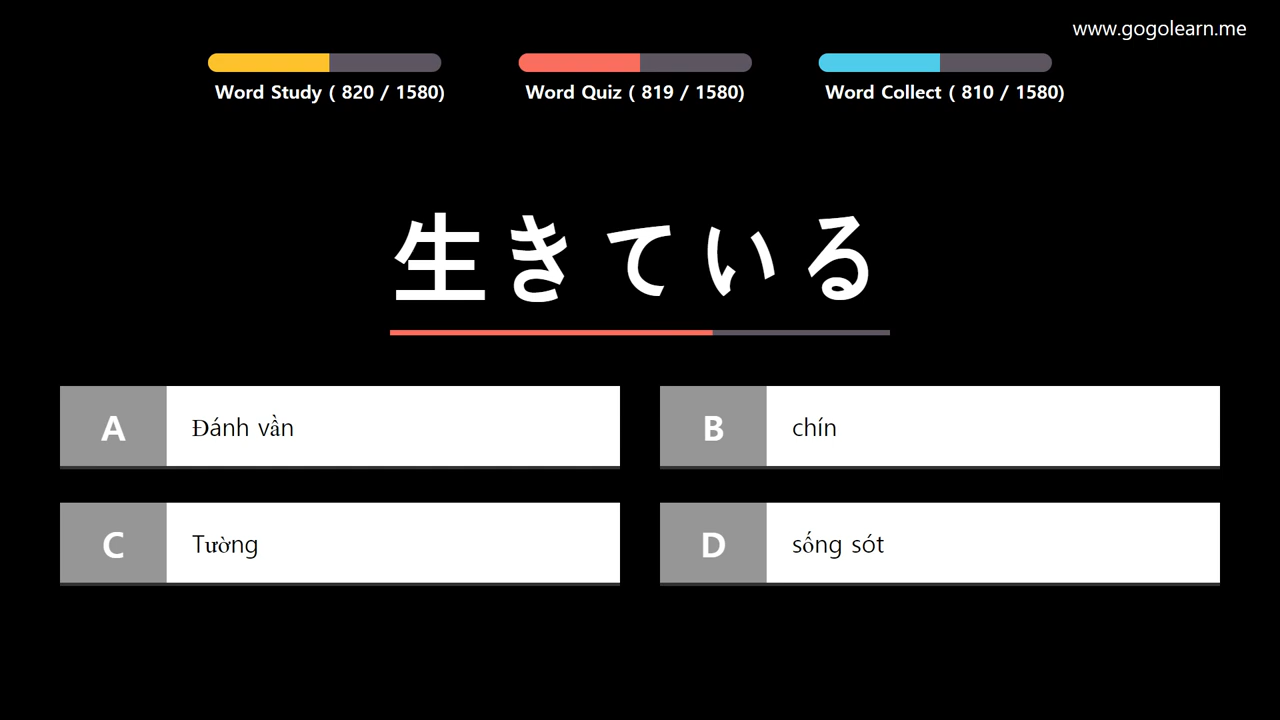 www.gogolearn.me
Word Study ( 820 / 1580)
Word Quiz ( 819 / 1580)
Word Collect ( 810 / 1580)
生きている
A Đánh vần
B chín
C Tường
D sống sót